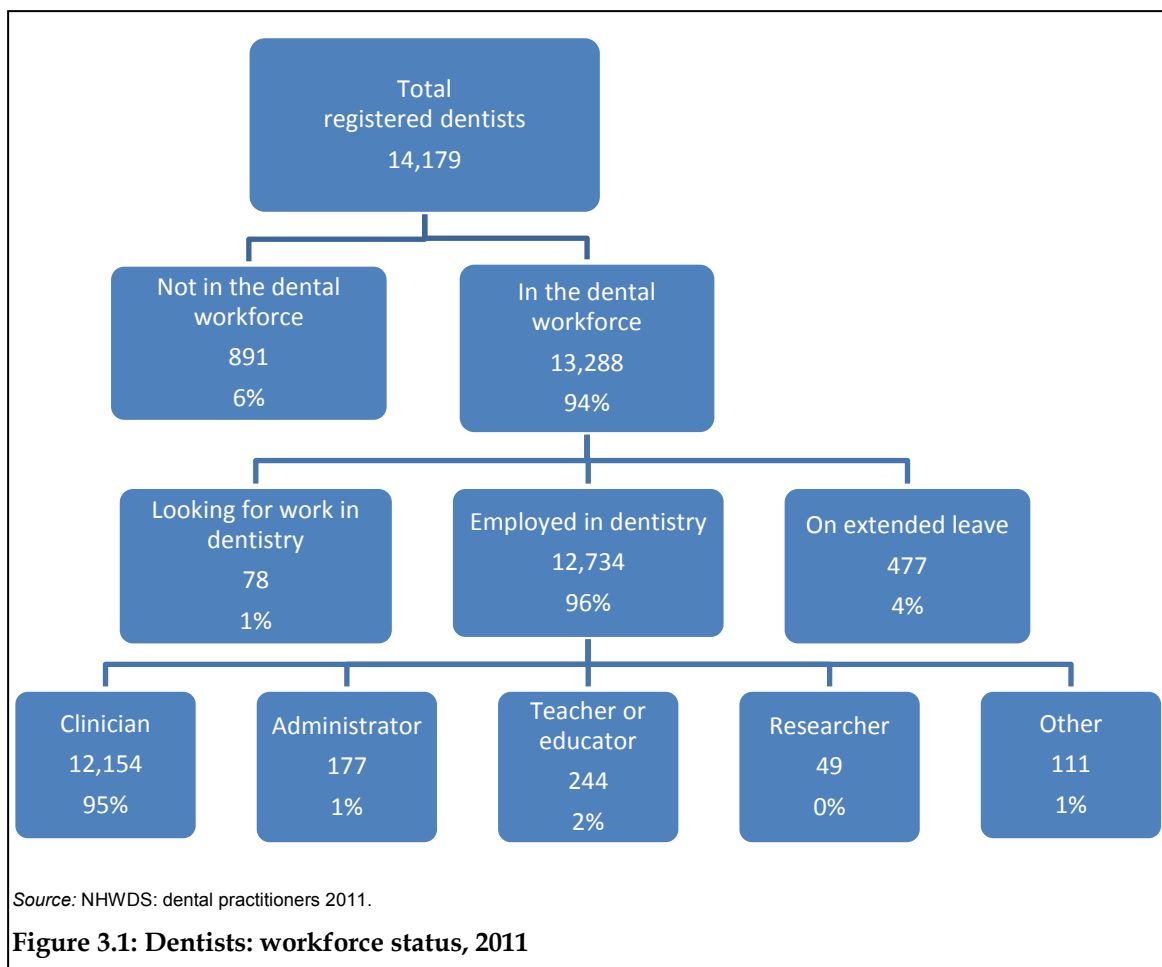 Total
registered dentists
14,179
Not in the dental
workforce
891
6%
In the dental
workforce
13,288
94%
Looking for work in
dentistry
78
1%
Employed in dentistry
12,734
96%
On extended leave
477
4%
Clinician
12,154
95%
Administrator
177
1%
Teacher or
educator
244
2%
Researcher
49
0%
Other
111
1%
Source: NHWDS: dental practitioners 2011.
Figure 3.1: Dentists: workforce status, 2011